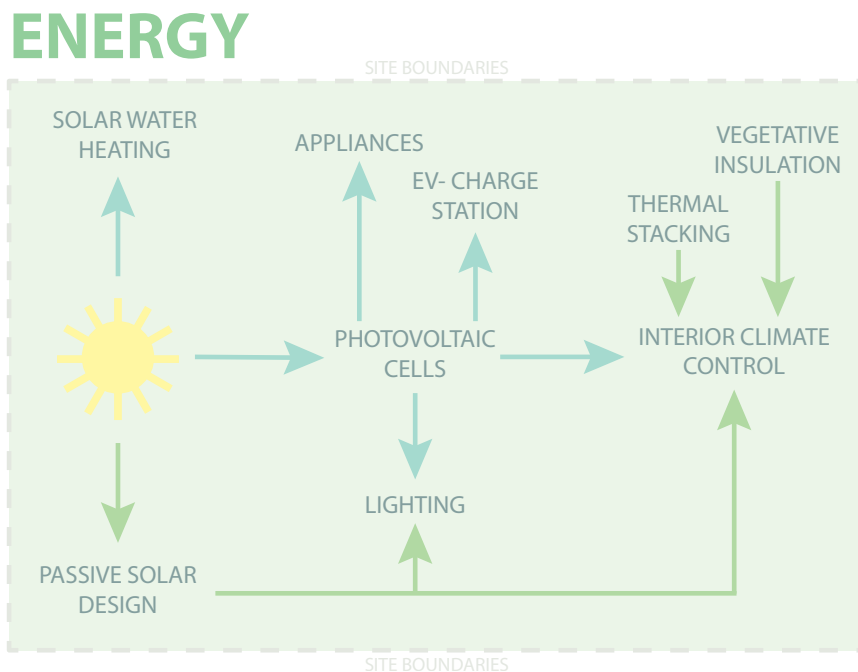 ENERGY
SITE BOUNDARIES
SOLAR WATER
HEATING
APPLIANCES
EV- CHARGE
STATION
VEGETATIVE
INSULATION
THERMAL
STACKING
PHOTOVOLTAIC
CELLS
INTERIOR CLIMATE
CONTROL
LIGHTING
PASSIVE SOLAR
DESIGN
SITE BOUNDARIES